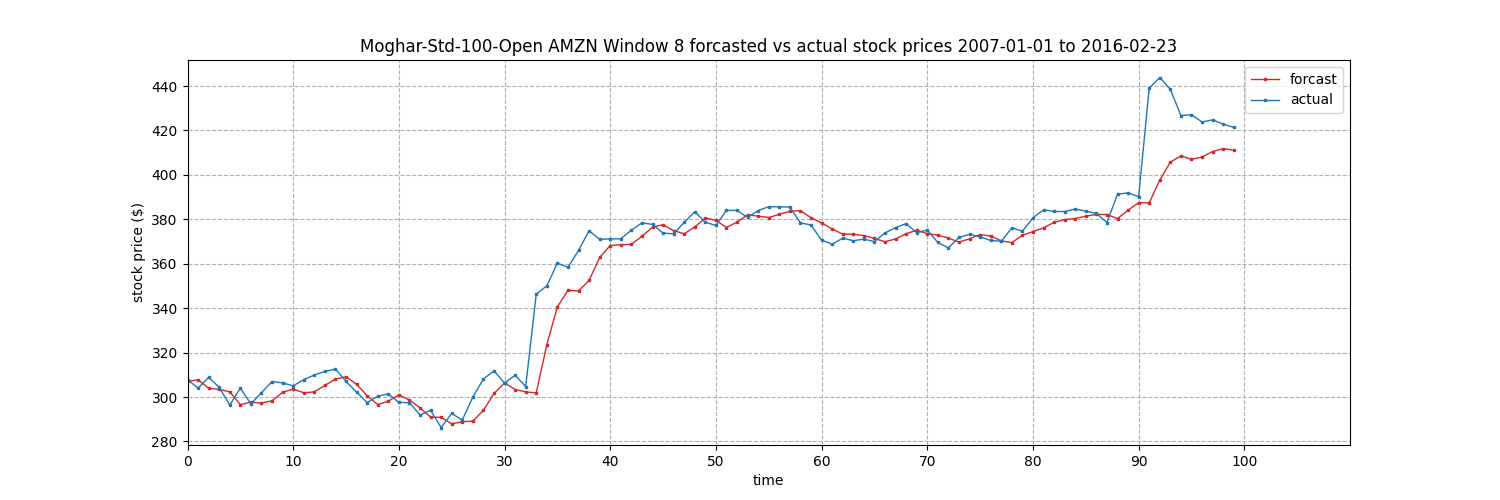 Moghar-Std-100-Open AMZN Window 8 forcasted vs actual stock prices 2007-01-01 to 2016-02-23
forcast
actual
stock price ($)
440
420
400
380
360
340
320
300
280
0 10 20 30 40 50 60 70 80 90 100
time